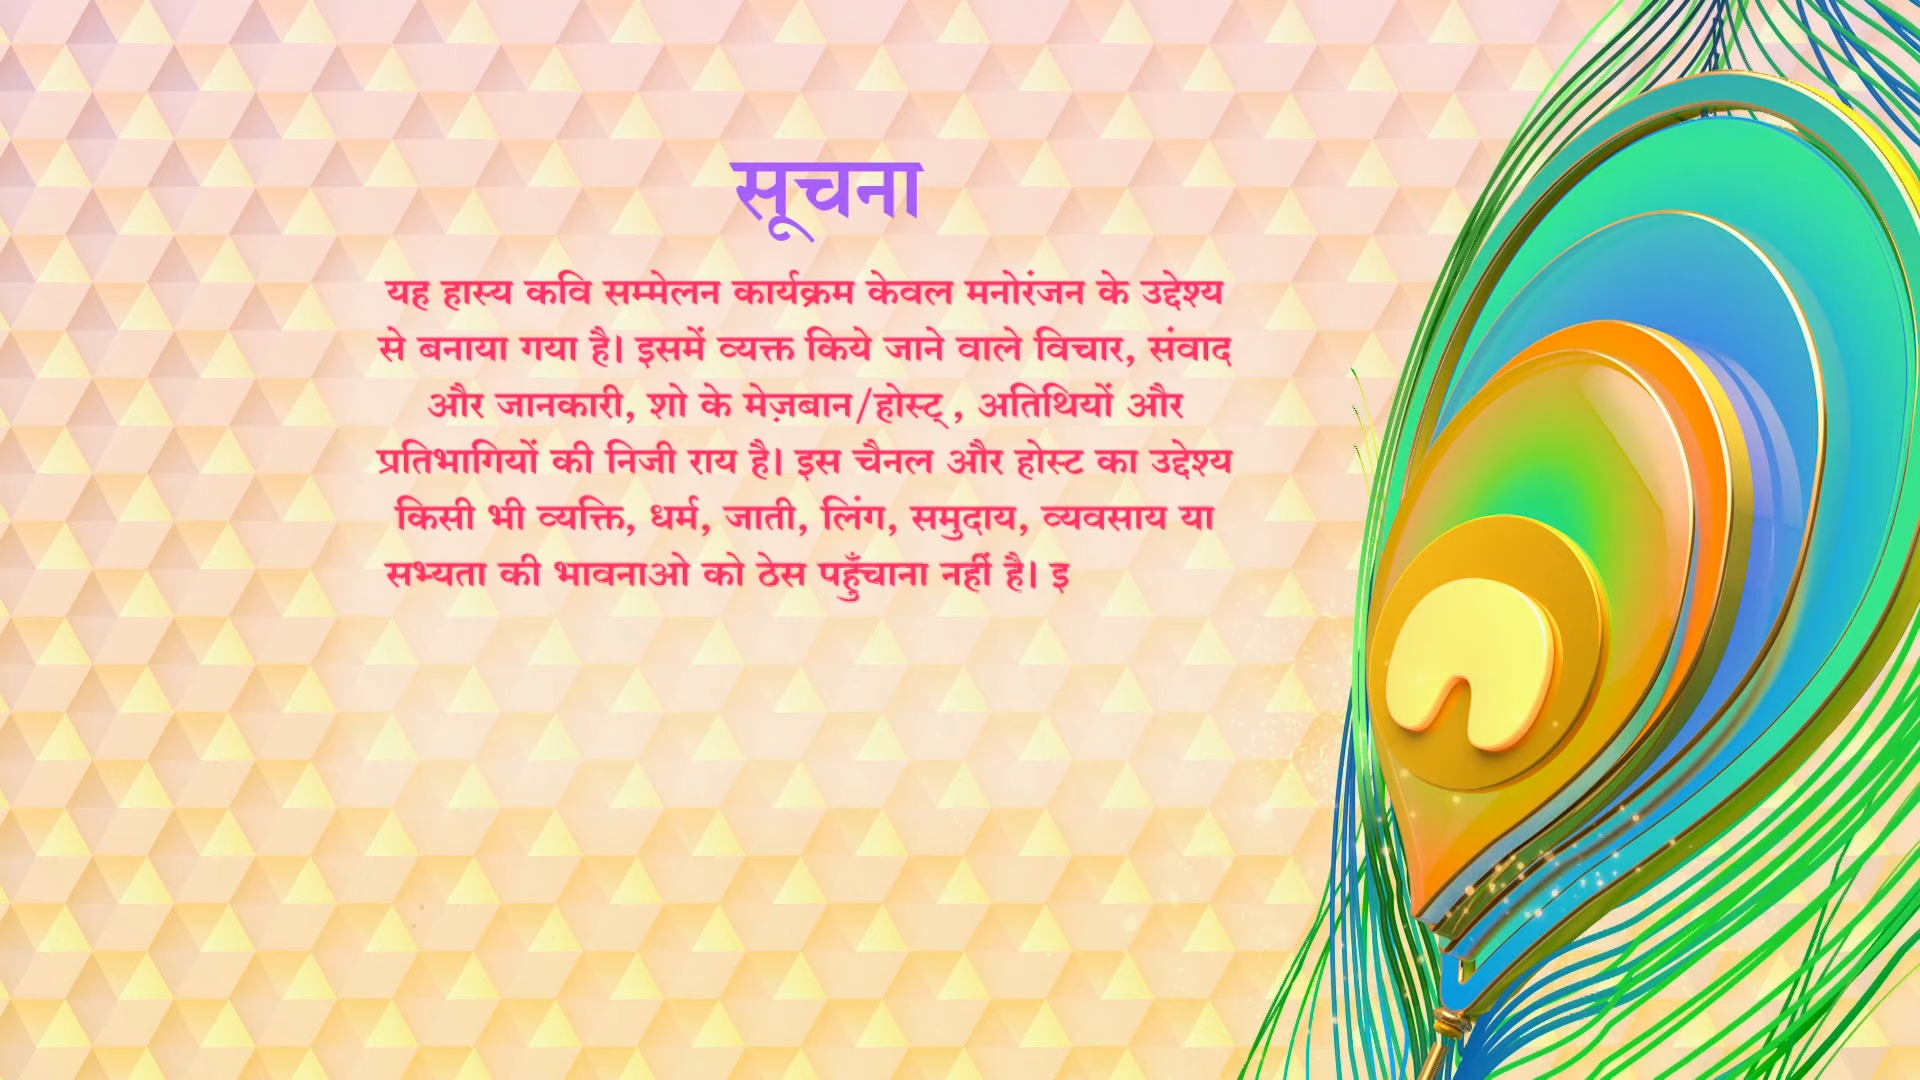 सूचना
यह हास्य कवि सम्मेलन कार्यक्रम केवल मनोरंजन के उद्देश्य
से बनाया गया है। इसमें व्यक्त किये जाने वाले विचार, संवाद
और जानकारी, शो के मेज़बान/होस्ट् , अतिथियों और
प्रतिभागियों की निजी राय है। इस चैनल और होस्ट का उद्देश्य
किसी भी व्यक्ति, धर्म, जाती, लिंग, समुदाय, व्यवसाय या
सभ्यता की भावनाओ को ठेस पहुँचाना नहीं है। इ